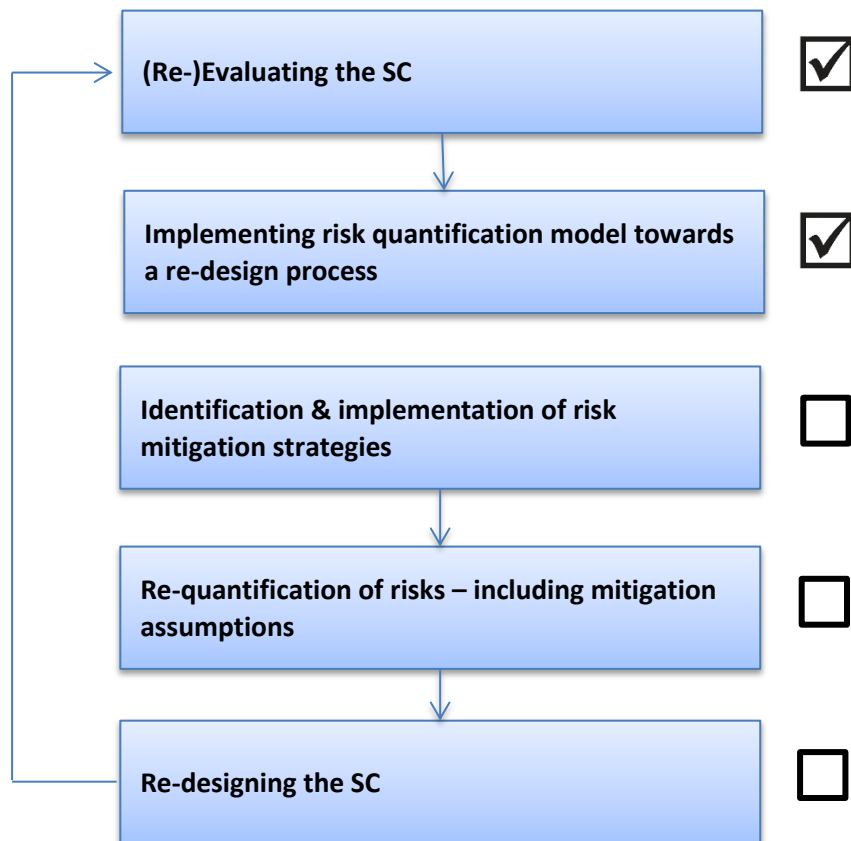 (Re-)Evaluating the SC
Implementing risk quantification model towards
a re-design process
Identification & implementation of risk
mitigation strategies
Re-quantification of risks – including mitigation
assumptions
Re-designing the SC